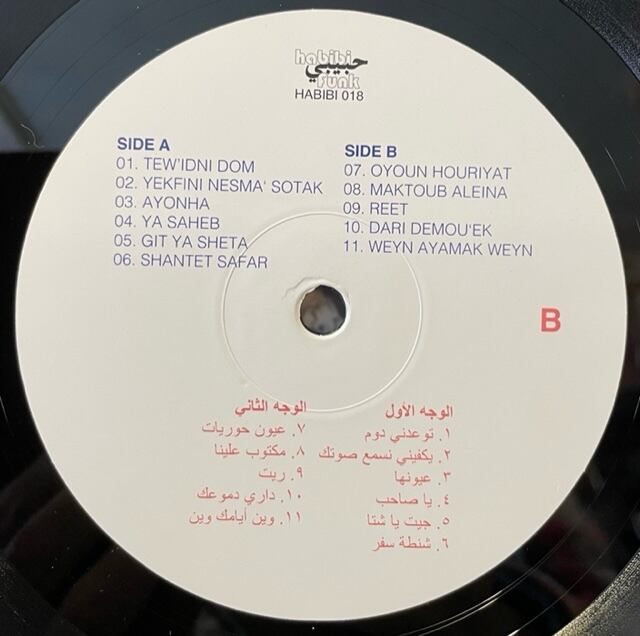 habibi
حبيبي
funk
HABIBI 018
SIDE A
01. TEW'IDNI DOM
02. YEKFINI NESMA' SOTAK
03. AYONHA
04. YA SAHEB
05. GIT YA SHETA
06. SHANTET SAFAR
SIDE B
07. OYOUN HOURIYAT
08. MAKTOUB ALEINA
09. REET
10. DARI DEMOU'EK
11. WEYN AYAMAK WEYN
B
الوجه الأول
١. توعدني دوم
٢. يكفيني نسمع صوتك
٣. عيونها
٤. يا صاحب
٥. جيت يا شتا
٦. شنطة سفر
الوجه الثاني
٧. عيون حوريات
٨. مكتوب علينا
٩. ريت
١٠. داري دموعك
١١. وين أيامك وين